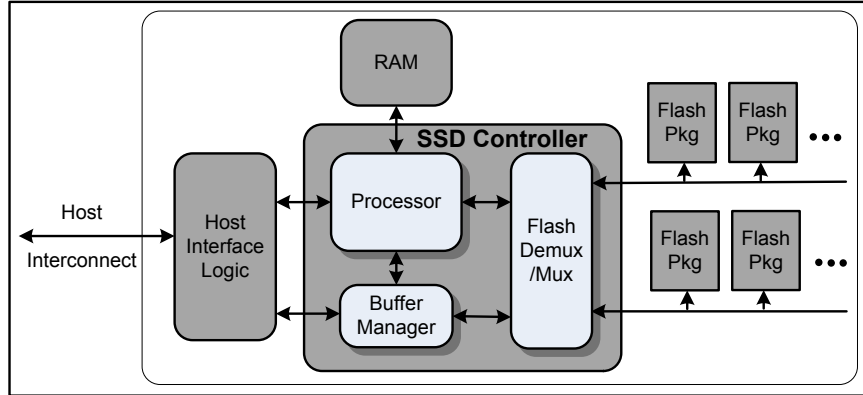 RAM
SSD Controller
Flash
Pkg
Flash
Pkg
Processor
Host
Interconnect
Host
Interface
Logic
Flash
Demux
/Mux
Buffer
Manager
Flash
Pkg
Flash
Pkg